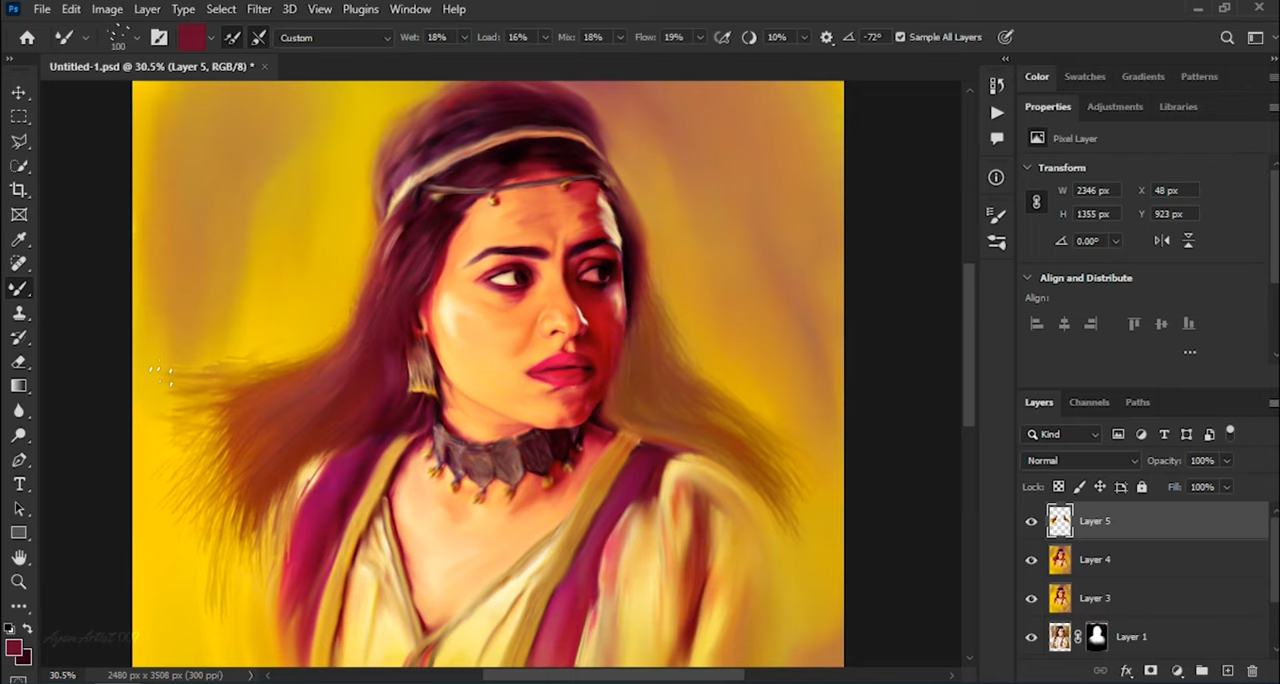 Ps File Edit Image Layer Type Select Filter 3D View Plugins Window Help
100 Custom Wet: 18% Load: 16% Mix: 18% Flow: 19% 10% -72° Sample All Layers
Untitled-1.psd @ 30.5% (Layer 5, RGB/8) * ×
Color Swatches Gradients Patterns
Properties Adjustments Libraries
Pixel Layer
Transform
W 2346 px X 48 px
H 1355 px Y 923 px
0.00°
Align and Distribute
Align:
Layers Channels Paths
Kind
Normal Opacity: 100%
Lock: Fill: 100%
Layer 5
Layer 4
Layer 3
Layer 1
30.5% 2480 px x 3508 px (300 ppi)